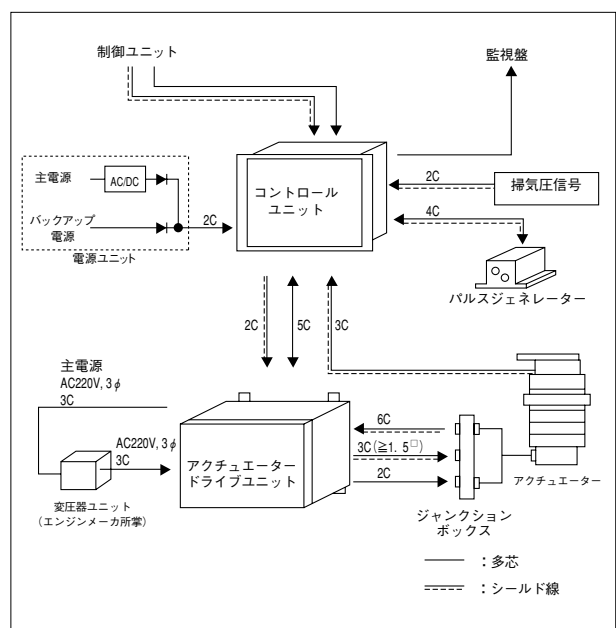 制御ユニット
監視盤
主電源
AC/DC
バックアップ
電源
電源ユニット
2C
コントロール
ユニット
2C
掃気圧信号
4C
パルスジェネレーター
2C
5C
3C
主電源
AC220V, 3φ
3C
AC220V, 3φ
3C
変圧器ユニット
(エンジンメーカ所掌)
アクチュエーター
ドライブユニット
6C
3C(≧1.5□)
2C
ジャンクション
ボックス
アクチュエーター
:多芯
:シールド線